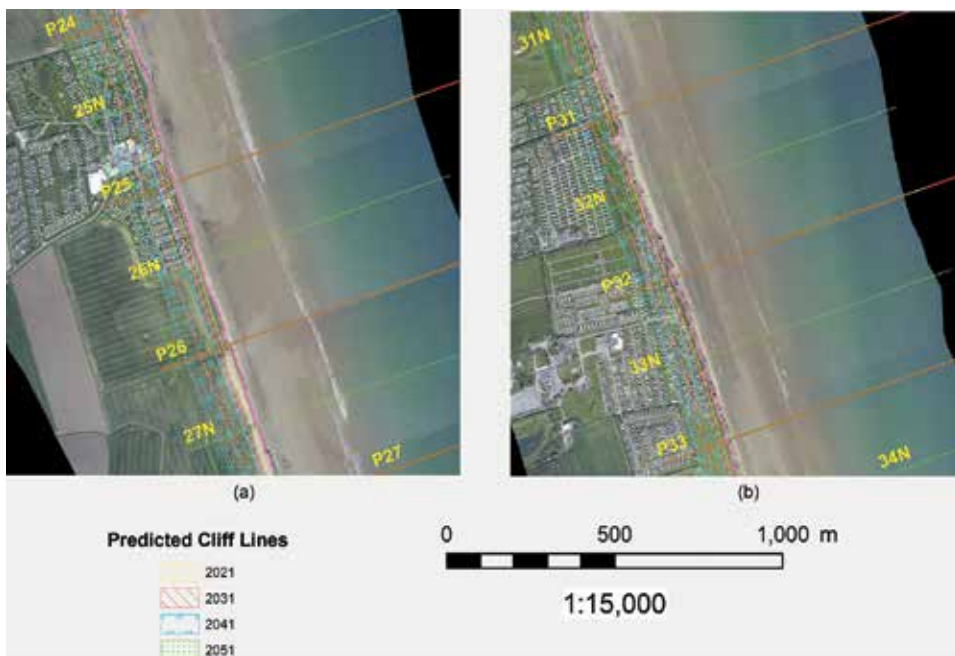 P24
25N
P25
26N
P26
27N
P27
31N
P31
32N
P32
33N
P33
34N
(a)
(b)
Predicted Cliff Lines
2021
2031
2041
2051
0 500 1,000 m
1:15,000